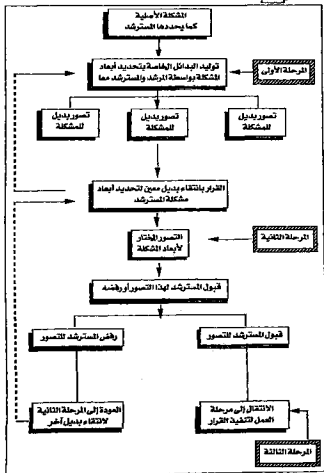 المشكلة الأصلية
كما يحددها المسترشد
توليد البدائل الخاصة بتحديد أبعاد
المشكلة بواسطة المرشد والمسترشد معا
المرحلة الأولى
تصور بديل
للمشكلة
تصور بديل
للمشكلة
تصور بديل
للمشكلة
القرار بانتقاء بديل معين لتحديد أبعاد
مشكلة المسترشد
التصور المختار
لأبعاد المشكلة
المرحلة الثانية
قبول المسترشد لهذا التصور أو رفضه
قبول المسترشد للتصور
رفض المسترشد للتصور
الانتقال إلى مرحلة
العمل لتنفيذ القرار
العودة إلى المرحلة الثانية
لانتقاء بديل آخر
المرحلة الثالثة